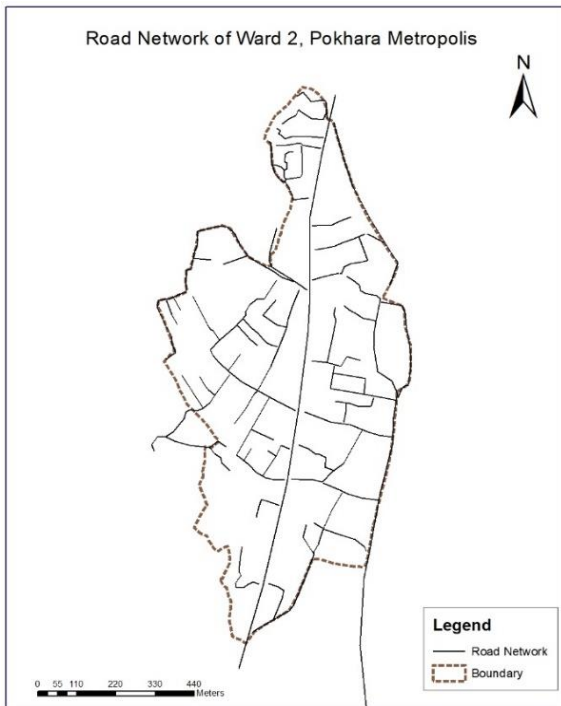 Road Network of Ward 2, Pokhara Metropolis
N
Legend
Road Network
Boundary
0 55 110 220 330 440
Meters